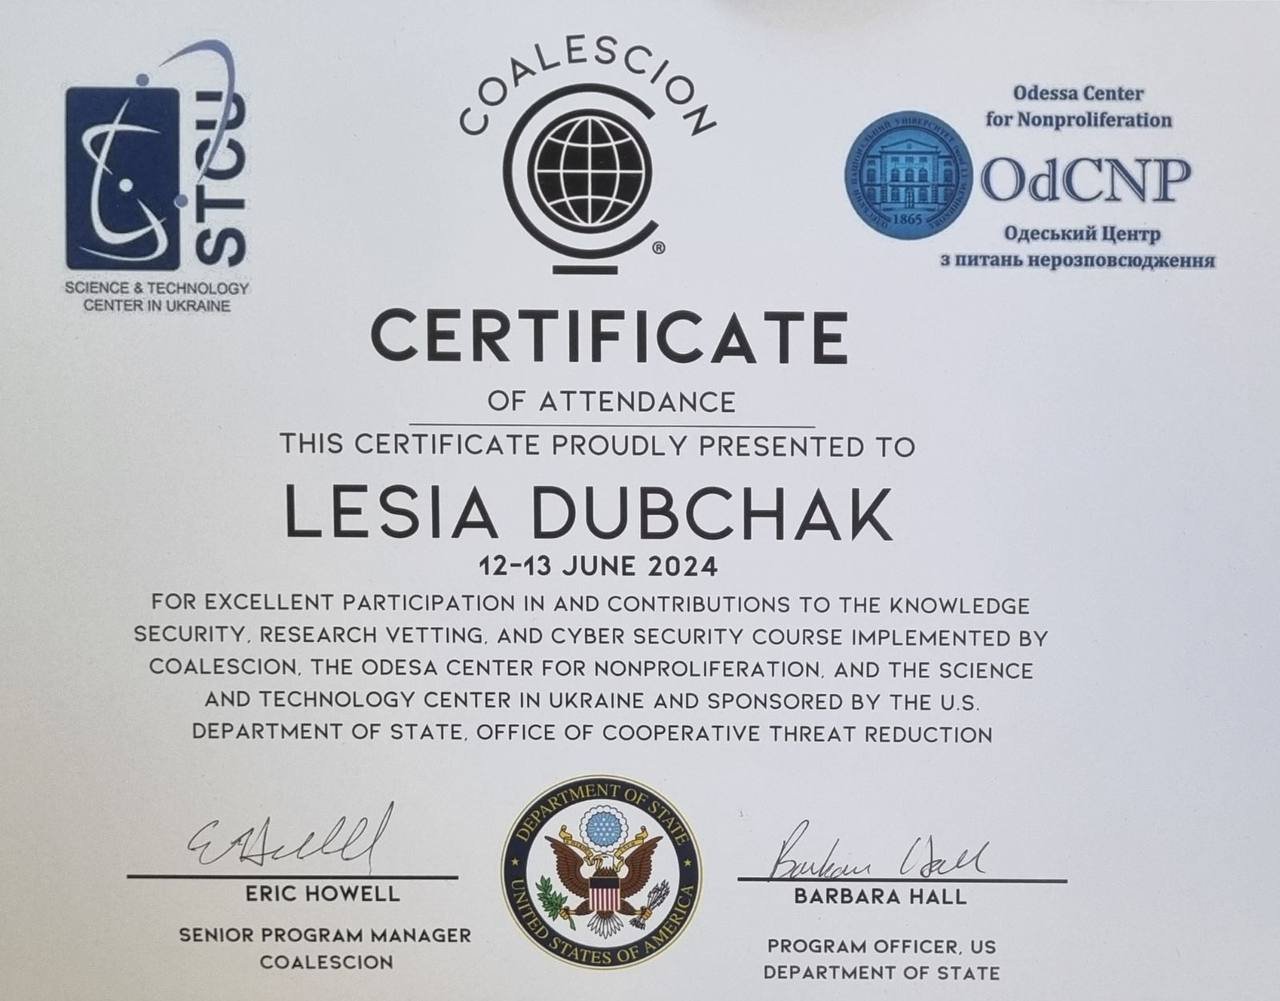 STCU
SCIENCE & TECHNOLOGY
CENTER IN UKRAINE
COALESCION
®
Odessa Center
for Nonproliferation
OdCNP
Одеський Центр
з питань нерозповсюдження
1865
CERTIFICATE
OF ATTENDANCE
THIS CERTIFICATE PROUDLY PRESENTED TO
LESIA DUBCHAK
12-13 JUNE 2024
FOR EXCELLENT PARTICIPATION IN AND CONTRIBUTIONS TO THE KNOWLEDGE
SECURITY, RESEARCH VETTING, AND CYBER SECURITY COURSE IMPLEMENTED BY
COALESCION, THE ODESA CENTER FOR NONPROLIFERATION, AND THE SCIENCE
AND TECHNOLOGY CENTER IN UKRAINE AND SPONSORED BY THE U.S.
DEPARTMENT OF STATE, OFFICE OF COOPERATIVE THREAT REDUCTION
DEPARTMENT OF STATE
UNITED STATES OF AMERICA
ERIC HOWELL
SENIOR PROGRAM MANAGER
COALESCION
Barbara Hall
BARBARA HALL
PROGRAM OFFICER, US
DEPARTMENT OF STATE